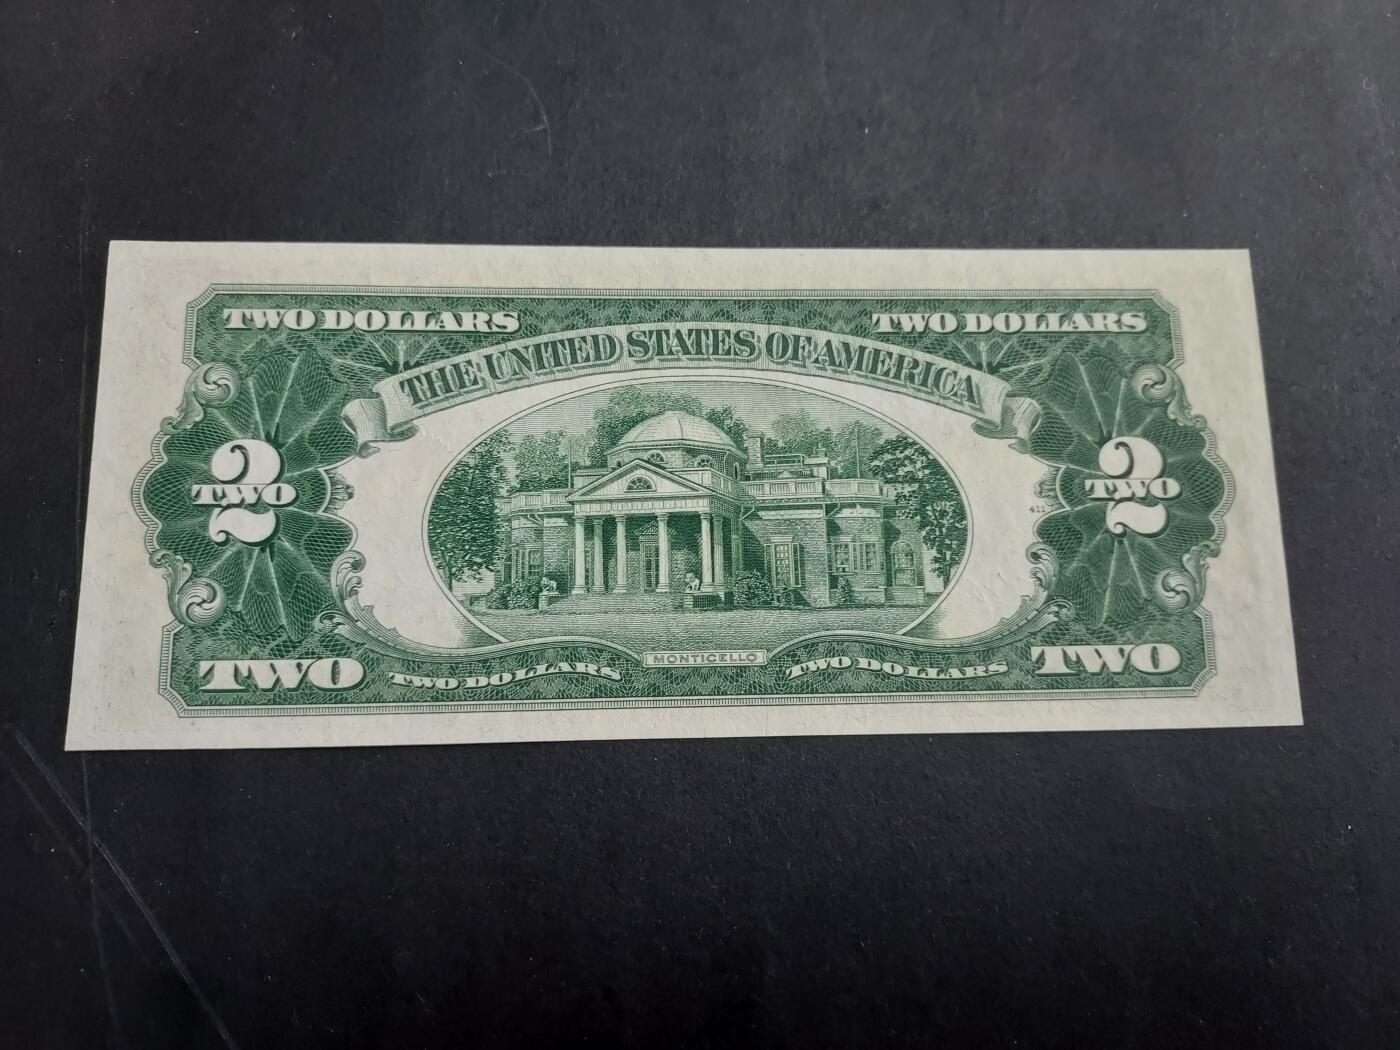 TWO DOLLARS TWO DOLLARS
THE UNITED STATES OF AMERICA
2 2
TWO TWO
411
TWO TWO DOLLARS MONTICELLO TWO DOLLARS TWO